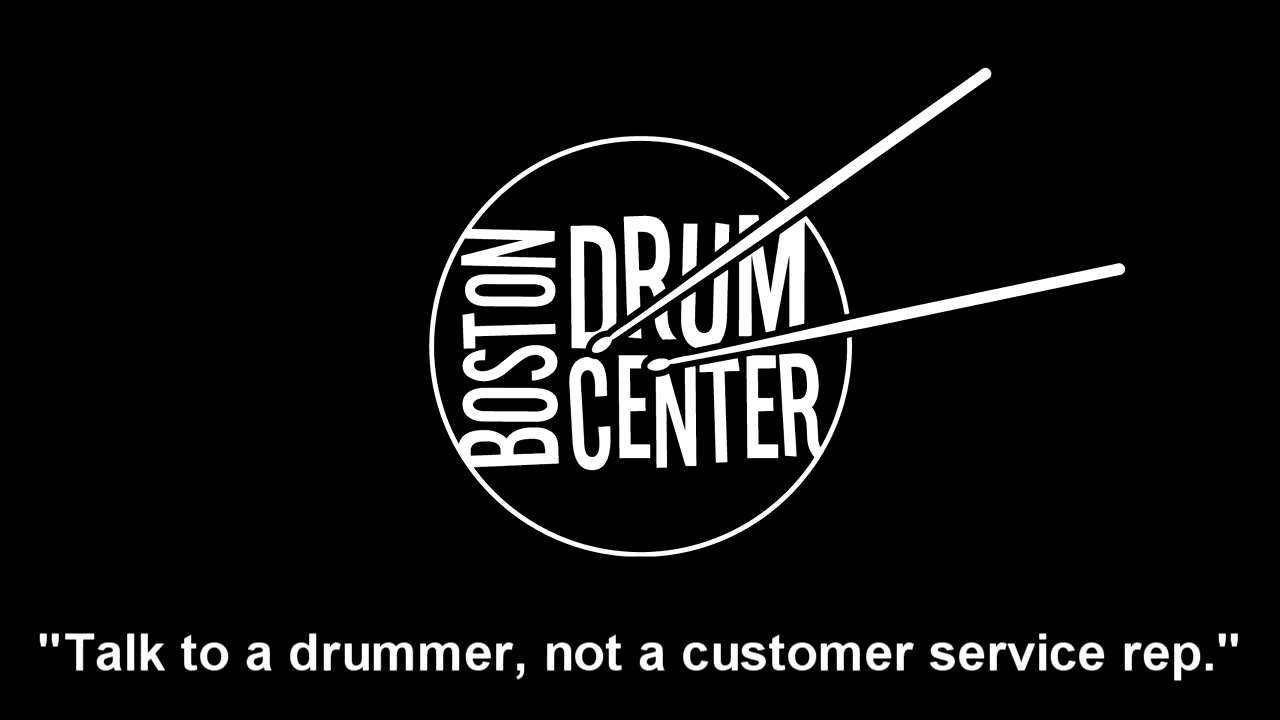 BOSTON
DRUM
CENTER
"Talk to a drummer, not a customer service rep."